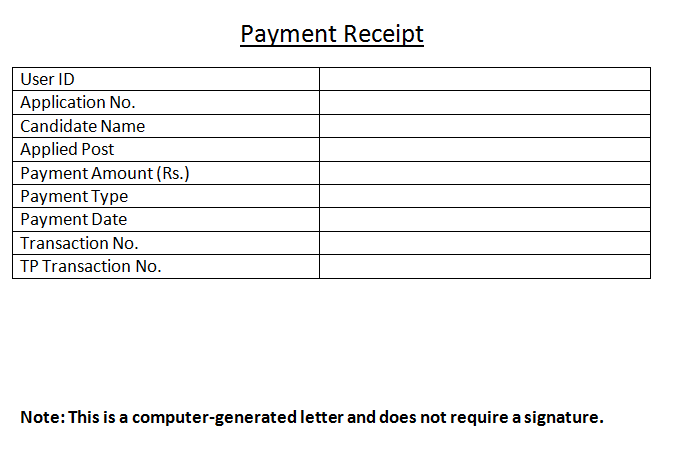 Payment Receipt
User ID
Application No.
Candidate Name
Applied Post
Payment Amount (Rs.)
Payment Type
Payment Date
Transaction No.
TP Transaction No.
Note: This is a computer-generated letter and does not require a signature.